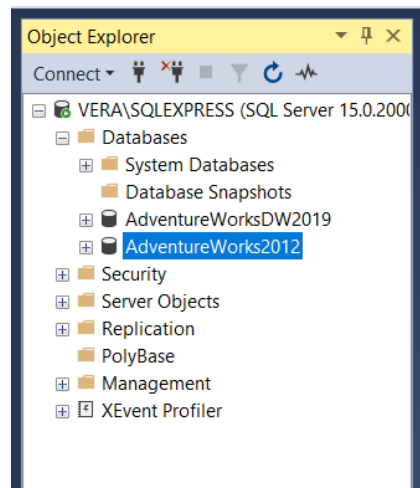 Object Explorer
Connect
VERA\SQLEXPRESS (SQL Server 15.0.2000
Databases
System Databases
Database Snapshots
AdventureWorksDW2019
AdventureWorks2012
Security
Server Objects
Replication
PolyBase
Management
XEvent Profiler